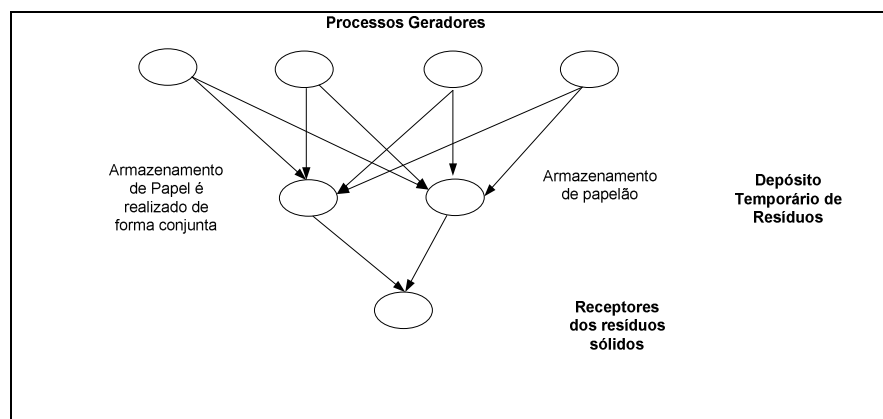 Processos Geradores
Armazenamento
de Papel é
realizado de
forma conjunta
Armazenamento
de papelão
Depósito
Temporário de
Resíduos
Receptores
dos resíduos
sólidos